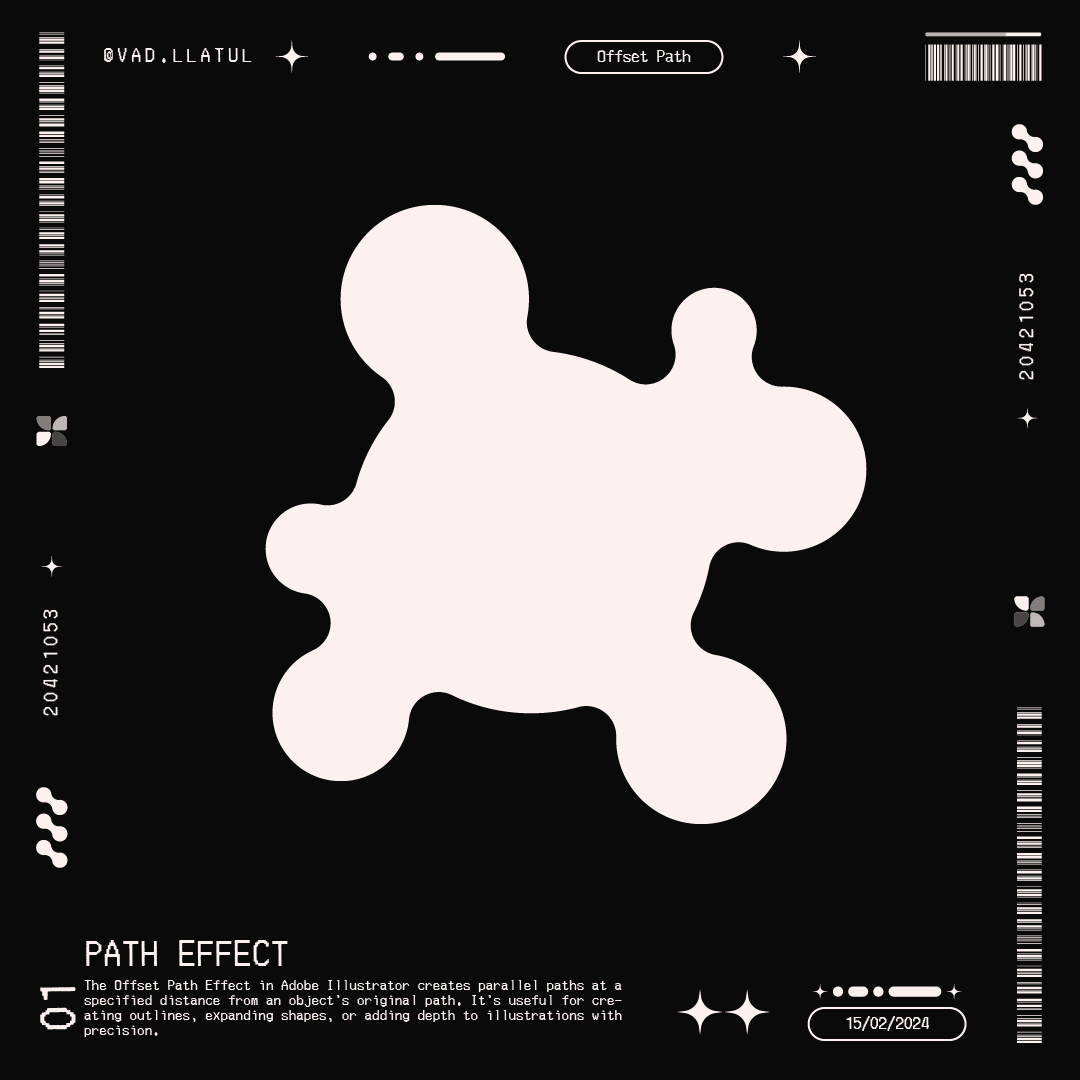 @VAD.LLATUL
Offset Path
20421053
20421053
PATH EFFECT
01
The Offset Path Effect in Adobe Illustrator creates parallel paths at a
specified distance from an object's original path. It's useful for cre-
ating outlines, expanding shapes, or adding depth to illustrations with
precision.
15/02/2024